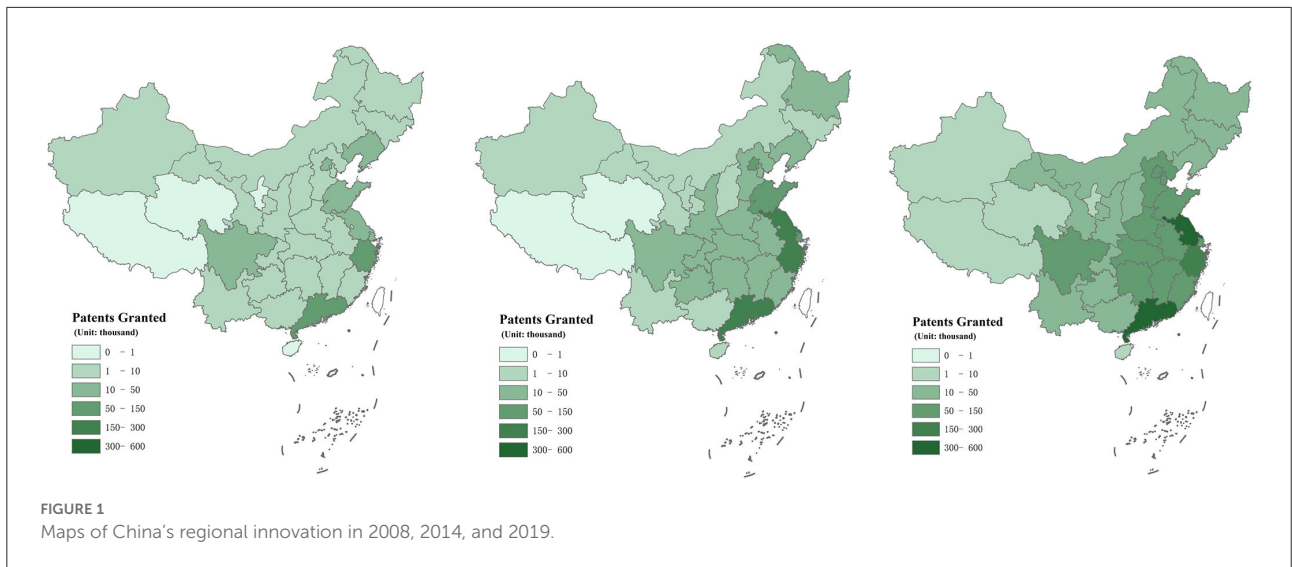 Patents Granted
(Unit: thousand)
0 - 1
1 - 10
10 - 50
50 - 150
150- 300
300- 600
Patents Granted
(Unit: thousand)
0 - 1
1 - 10
10 - 50
50 - 150
150- 300
300- 600
Patents Granted
(Unit: thousand)
0 - 1
1 - 10
10 - 50
50 - 150
150- 300
300- 600
FIGURE 1
Maps of China's regional innovation in 2008, 2014, and 2019.